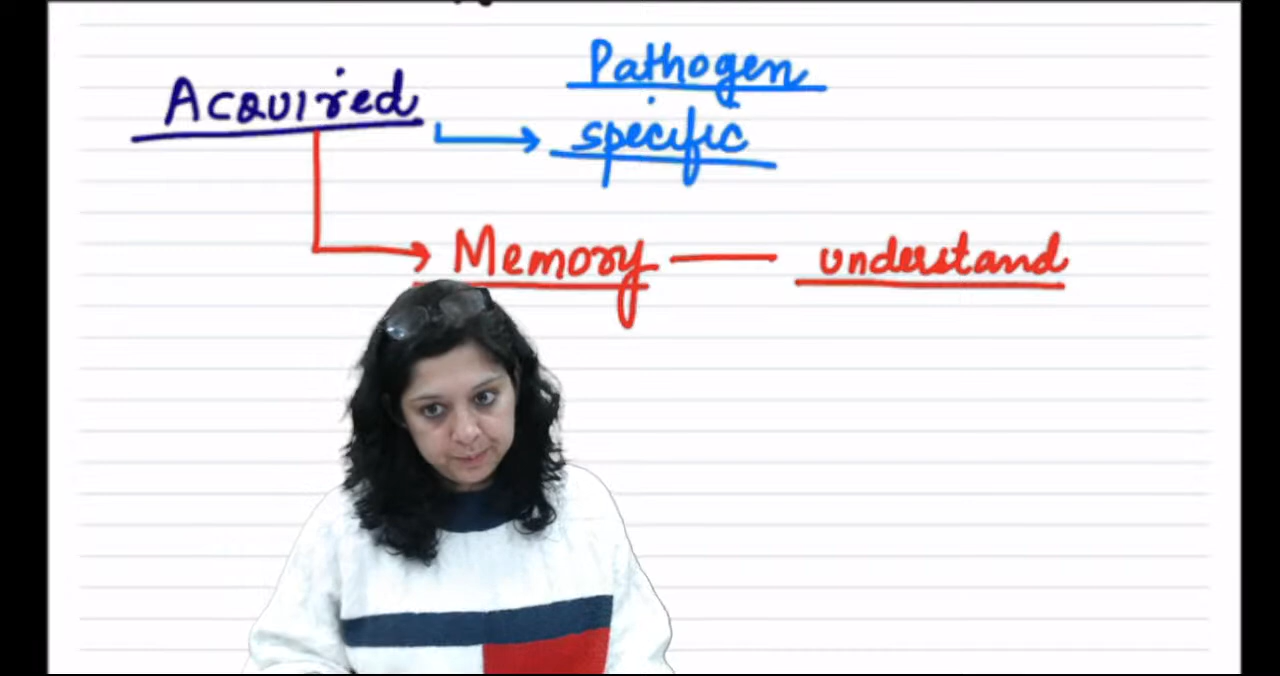 Acquired
Pathogen
specific
Memory — understand